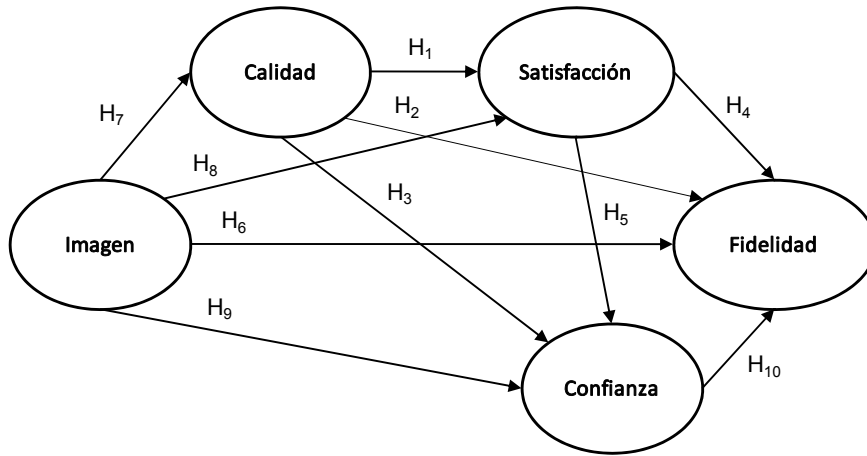 H₁
Calidad
Satisfacción
H₂
H₄
H₇
H₈
H₃
H₅
H₆
Imagen
Fidelidad
H₉
H₁₀
Confianza